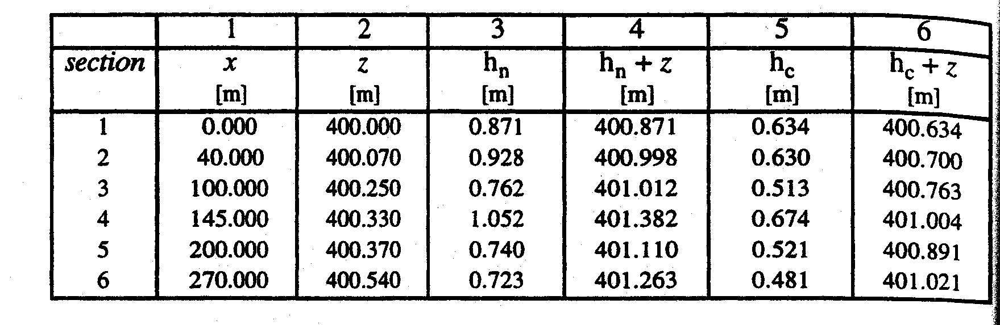 1 2 3 4 5 6
section x z hn hn + z hc hc + z
[m] [m] [m] [m] [m] [m]
1 0.000 400.000 0.871 400.871 0.634 400.634
2 40.000 400.070 0.928 400.998 0.630 400.700
3 100.000 400.250 0.762 401.012 0.513 400.763
4 145.000 400.330 1.052 401.382 0.674 401.004
5 200.000 400.370 0.740 401.110 0.521 400.891
6 270.000 400.540 0.723 401.263 0.481 401.021